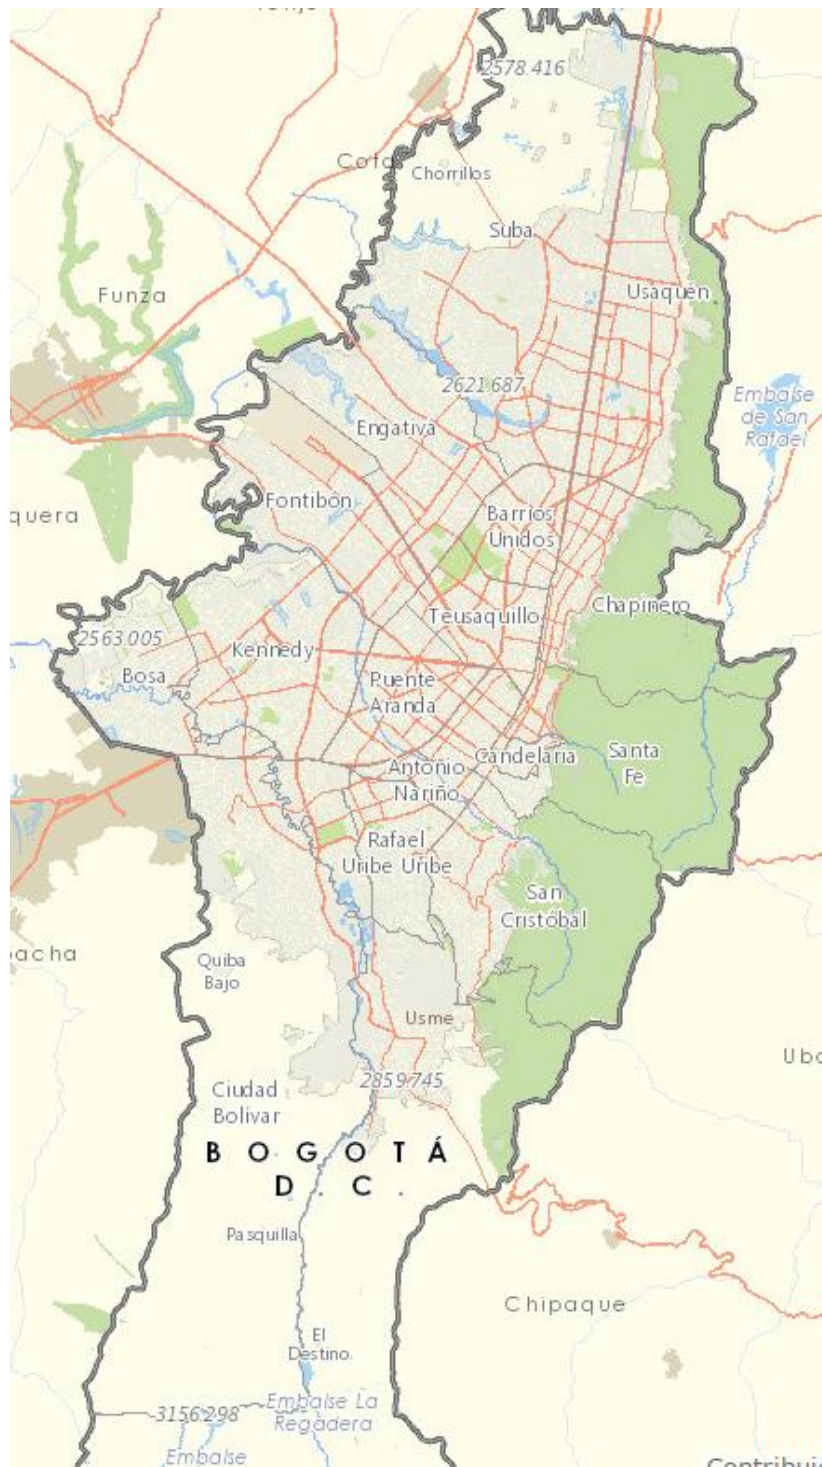 2578.416
Cota
Chorrillos
Suba
Funza
Usaquén
2621.687
Embalse
de San
Rafael
Engativá
Fontibón
Barrios
Unidos
quera
Teusaquillo
Chapinero
2563.005
Kennedy
Bosa
Puente
Aranda
Antonio
Nariño
Candelaria
Santa
Fe
Rafael
Uribe Uribe
San
Cristóbal
acha
Quiba
Bajo
Usme
Ub
2859.745
Ciudad
Bolívar
BOGOTÁ
D.C.
Pasquilla
Chipaque
El
Destino
3156.298
Embalse La
Regadera
Embalse